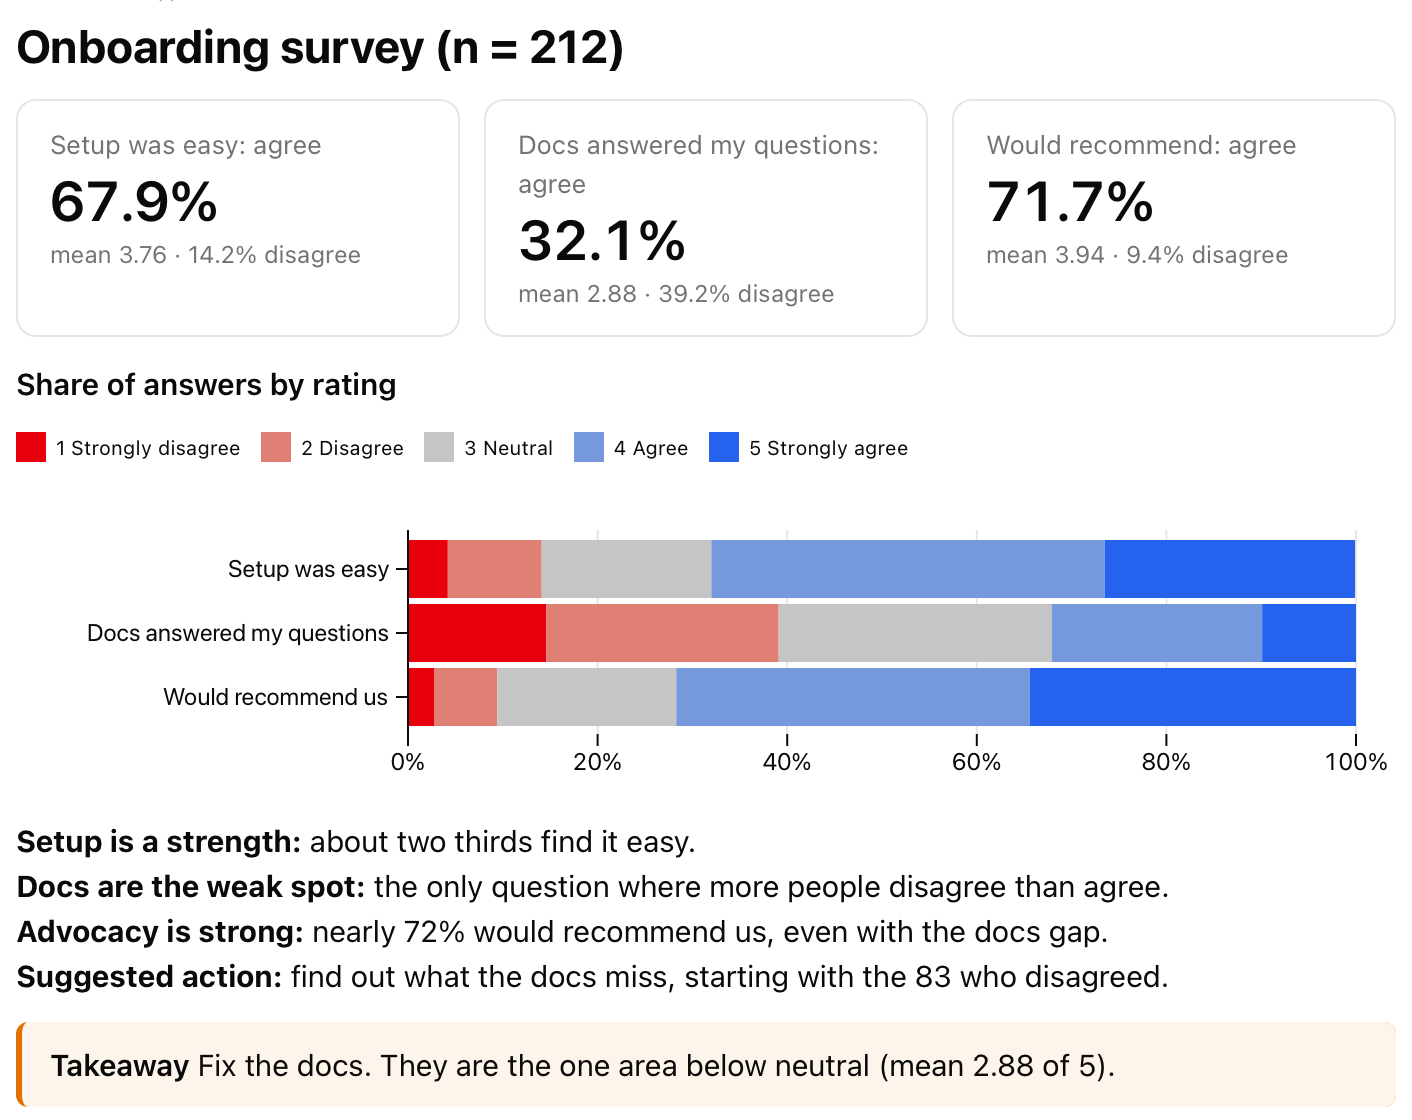 Onboarding survey (n = 212)
Setup was easy: agree
67.9%
mean 3.76 · 14.2% disagree
Docs answered my questions:
agree
32.1%
mean 2.88 · 39.2% disagree
Would recommend: agree
71.7%
mean 3.94 · 9.4% disagree
Share of answers by rating
1 Strongly disagree
2 Disagree
3 Neutral
4 Agree
5 Strongly agree
Setup was easy
Docs answered my questions
Would recommend us
0%
20%
40%
60%
80%
100%
Setup is a strength: about two thirds find it easy.
Docs are the weak spot: the only question where more people disagree than agree.
Advocacy is strong: nearly 72% would recommend us, even with the docs gap.
Suggested action: find out what the docs miss, starting with the 83 who disagreed.
Takeaway Fix the docs. They are the one area below neutral (mean 2.88 of 5).